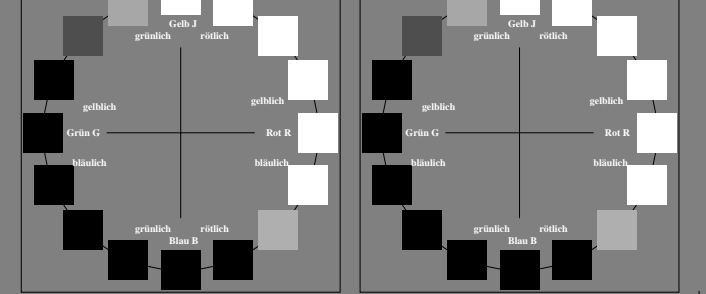 Gelb J
grünlich rötlich
gelblich
gelblich
Grün G Rot R
bläulich bläulich
grünlich rötlich
Blau B
Gelb J
grünlich rötlich
gelblich
gelblich
Grün G Rot R
bläulich bläulich
grünlich rötlich
Blau B